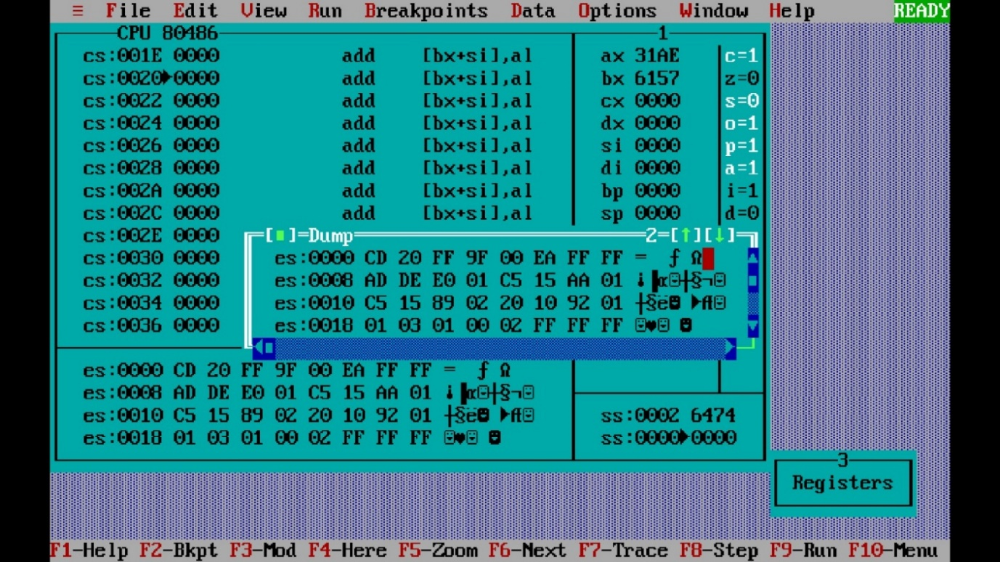 ≡ File Edit View Run Breakpoints Data Options Window Help READY
CPU 80486 1
cs:001E 0000 add [bx+si],al ax 31AE c=1
cs:0020►0000 add [bx+si],al bx 6157 z=0
cs:0022 0000 add [bx+si],al cx 0000 s=0
cs:0024 0000 add [bx+si],al dx 0000 o=1
cs:0026 0000 add [bx+si],al si 0000 p=1
cs:0028 0000 add [bx+si],al di 0000 a=1
cs:002A 0000 add [bx+si],al bp 0000 i=1
cs:002C 0000 add [bx+si],al sp 0000 d=0
cs:002E 0000
cs:0030 0000
cs:0032 0000
cs:0034 0000
cs:0036 0000
[■]=Dump 2=[↑][↓]
es:0000 CD 20 FF 9F 00 EA FF FF = ƒ Ω
es:0008 AD DE E0 01 C5 15 AA 01 ¡▐α☺┼§¬☺
es:0010 C5 15 89 02 20 10 92 01 ┼§ë☻ ►Æ☺
es:0018 01 03 01 00 02 FF FF FF ☺♥☺ ☻
es:0000 CD 20 FF 9F 00 EA FF FF = ƒ Ω
es:0008 AD DE E0 01 C5 15 AA 01 ¡▐α☺┼§¬☺
es:0010 C5 15 89 02 20 10 92 01 ┼§ë☻ ►Æ☺
es:0018 01 03 01 00 02 FF FF FF ☺♥☺ ☻
ss:0002 6474
ss:0000►0000
3
Registers
F1-Help F2-Bkpt F3-Mod F4-Here F5-Zoom F6-Next F7-Trace F8-Step F9-Run F10-Menu